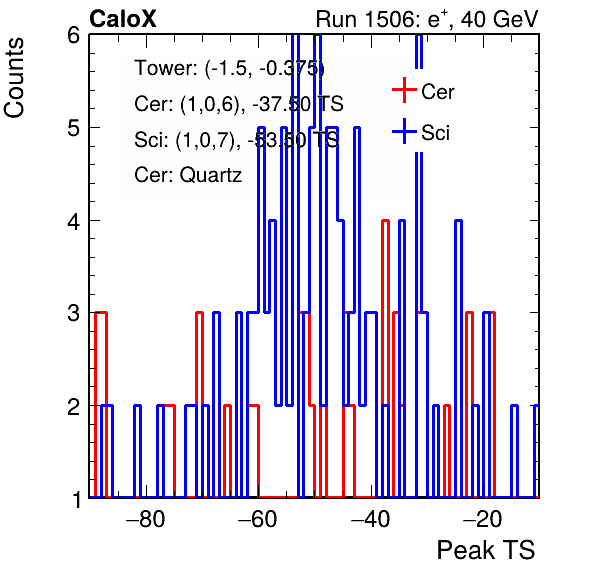 CaloX Run 1506: e⁺, 40 GeV
Counts
6
5
4
3
2
1
Tower: (-1.5, -0.375)
Cer: (1,0,6), -37.50 TS
Sci: (1,0,7), -53.50 TS
Cer: Quartz
Cer
Sci
−80 −60 −40 −20
Peak TS